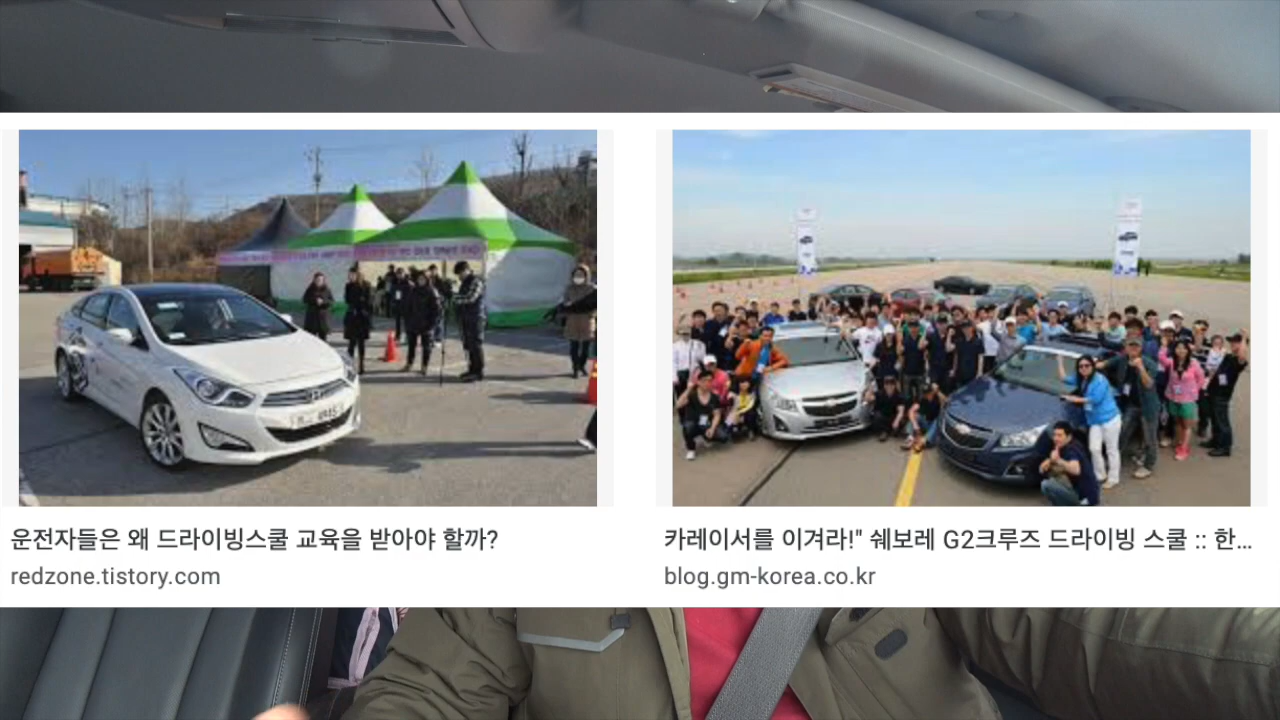 운전자들은 왜 드라이빙스쿨 교육을 받아야 할까?
redzone.tistory.com
카레이서를 이겨라!" 쉐보레 G2크루즈 드라이빙 스쿨 :: 한...
blog.gm-korea.co.kr